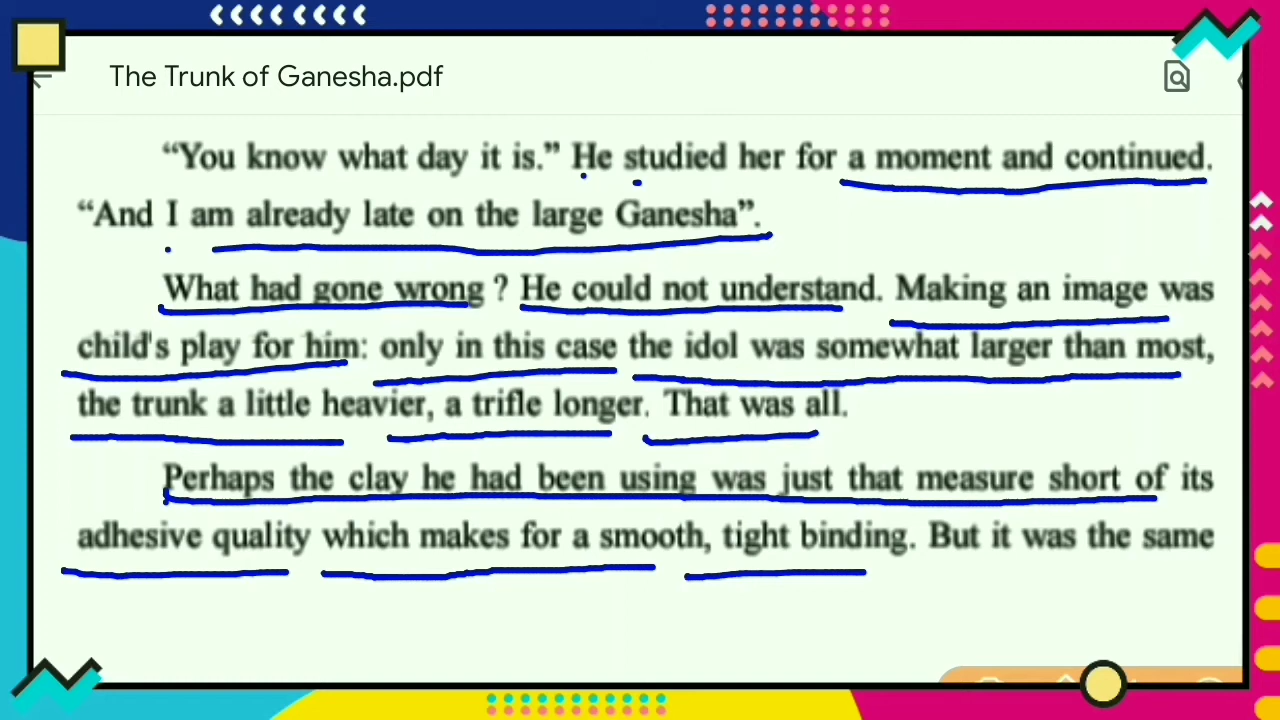 The Trunk of Ganesha.pdf
“You know what day it is.” He studied her for a moment and continued.
“And I am already late on the large Ganesha”.
What had gone wrong ? He could not understand. Making an image was
child's play for him: only in this case the idol was somewhat larger than most,
the trunk a little heavier, a trifle longer. That was all.
Perhaps the clay he had been using was just that measure short of its
adhesive quality which makes for a smooth, tight binding. But it was the same